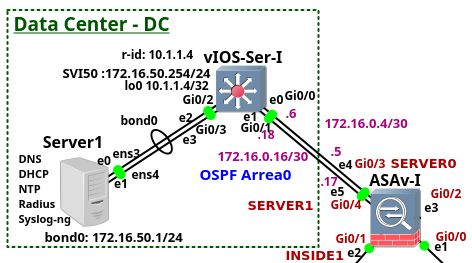 Data Center - DC
r-id: 10.1.1.4
vIOS-Ser-I
SVI50 :172.16.50.254/24
lo0 10.1.1.4/32
Gi0/2
e0
Gi0/0
bond0
e2
e1
.6
Gi0/3
Gi0/1
e3
.18
172.16.0.4/30
Server1
ens3
172.16.0.16/30
.5
DNS
e0
e4
Gi0/3
SERVER0
DHCP
ens4
OSPF Arrea0
.17
ASAv-I
NTP
e1
e5
Gi0/2
Radius
SERVER1
Gi0/4
e3
Syslog-ng
bond0: 172.16.50.1/24
Gi0/1
Gi0/0
INSIDE1
e2
e1